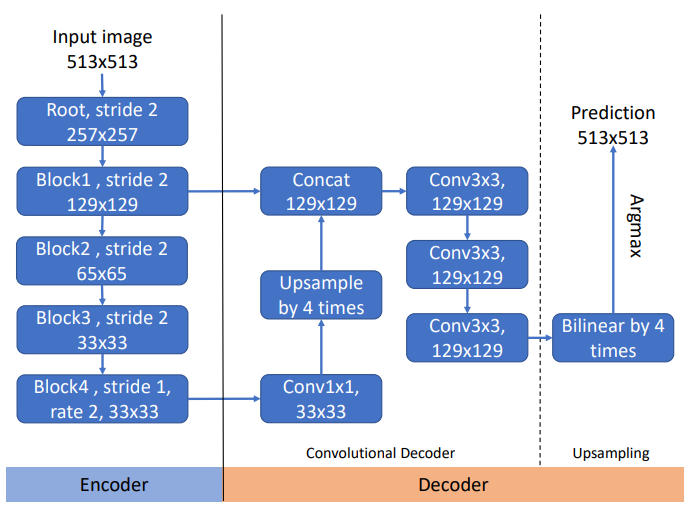 Input image
513x513
Root, stride 2
257x257
Block1 , stride 2
129x129
Block2 , stride 2
65x65
Block3 , stride 2
33x33
Block4 , stride 1,
rate 2, 33x33
Encoder
Concat
129x129
Upsample
by 4 times
Conv1x1,
33x33
Conv3x3,
129x129
Conv3x3,
129x129
Conv3x3,
129x129
Convolutional Decoder
Decoder
Prediction
513x513
Argmax
Bilinear by 4
times
Upsampling